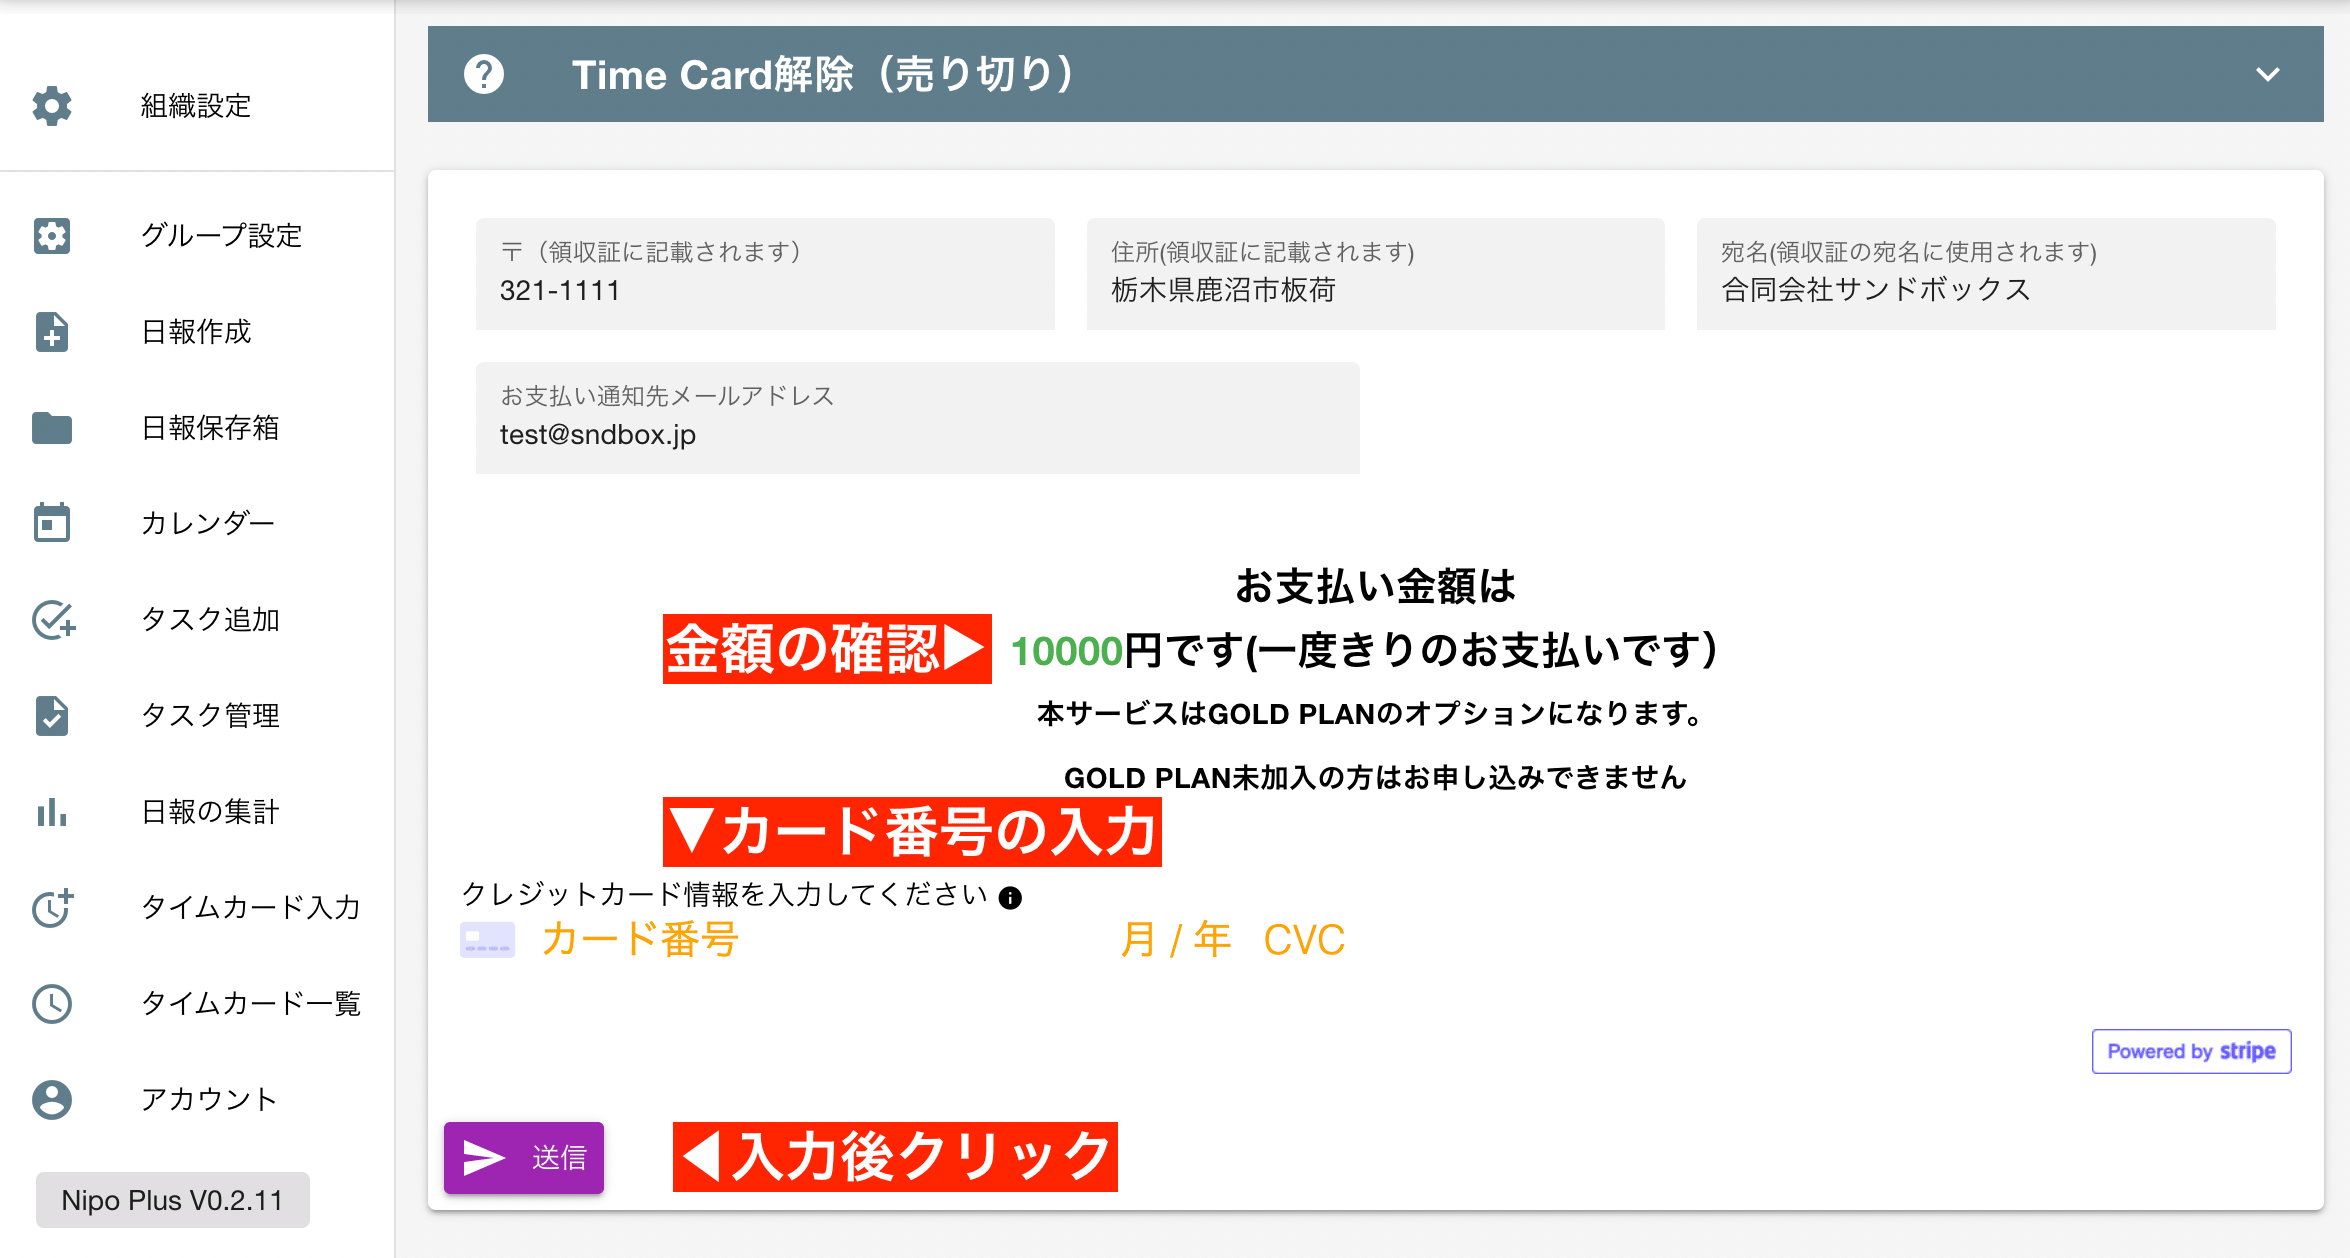 組織設定
グループ設定
日報作成
日報保存箱
カレンダー
タスク追加
タスク管理
日報の集計
タイムカード入力
タイムカード一覧
アカウント
Nipo Plus V0.2.11
Time Card解除（売り切り）
〒（領収証に記載されます）
321-1111
住所(領収証に記載されます)
栃木県鹿沼市板荷
宛名(領収証の宛名に使用されます)
合同会社サンドボックス
お支払い通知先メールアドレス
test@sndbox.jp
お支払い金額は
金額の確認▶ 10000円です(一度きりのお支払いです）
本サービスはGOLD PLANのオプションになります。
GOLD PLAN未加入の方はお申し込みできません
▼カード番号の入力
クレジットカード情報を入力してください
カード番号 月 / 年 CVC
Powered by stripe
送信 ◀入力後クリック